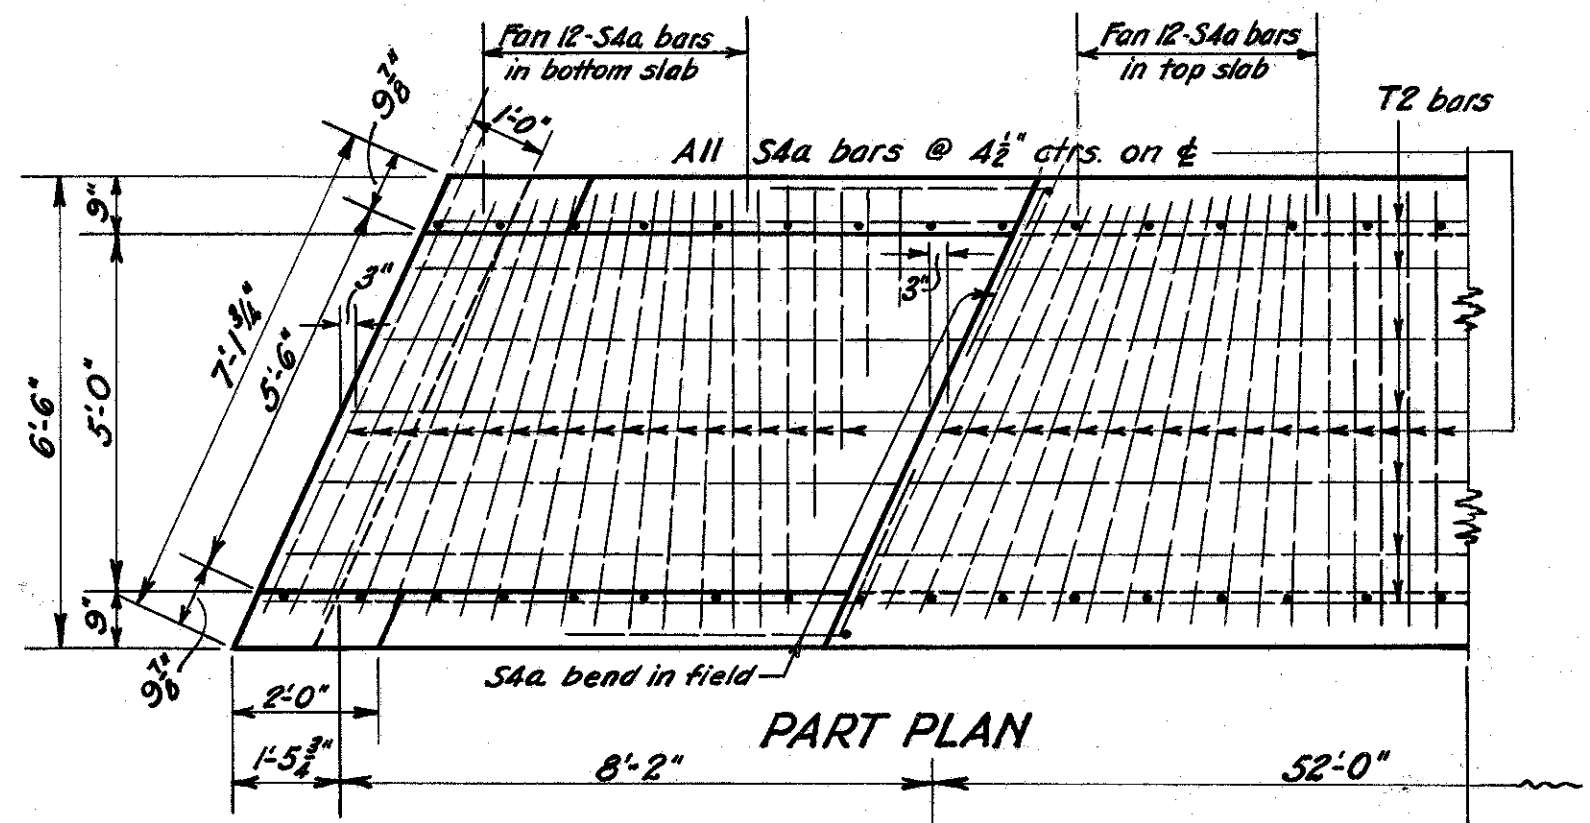 Fan 12-S4a bars
in bottom slab
Fan 12-S4a bars
in top slab
T2 bars
9⅞"
1'-0"
All S4a bars @ 4½" ctrs. on ℄
9"
3"
3"
7'-1¾"
5'-6"
6'-6"
5'-0"
9"
9⅞"
S4a bend in field
2'-0"
PART PLAN
1'-5¾"
8'-2"
52'-0"